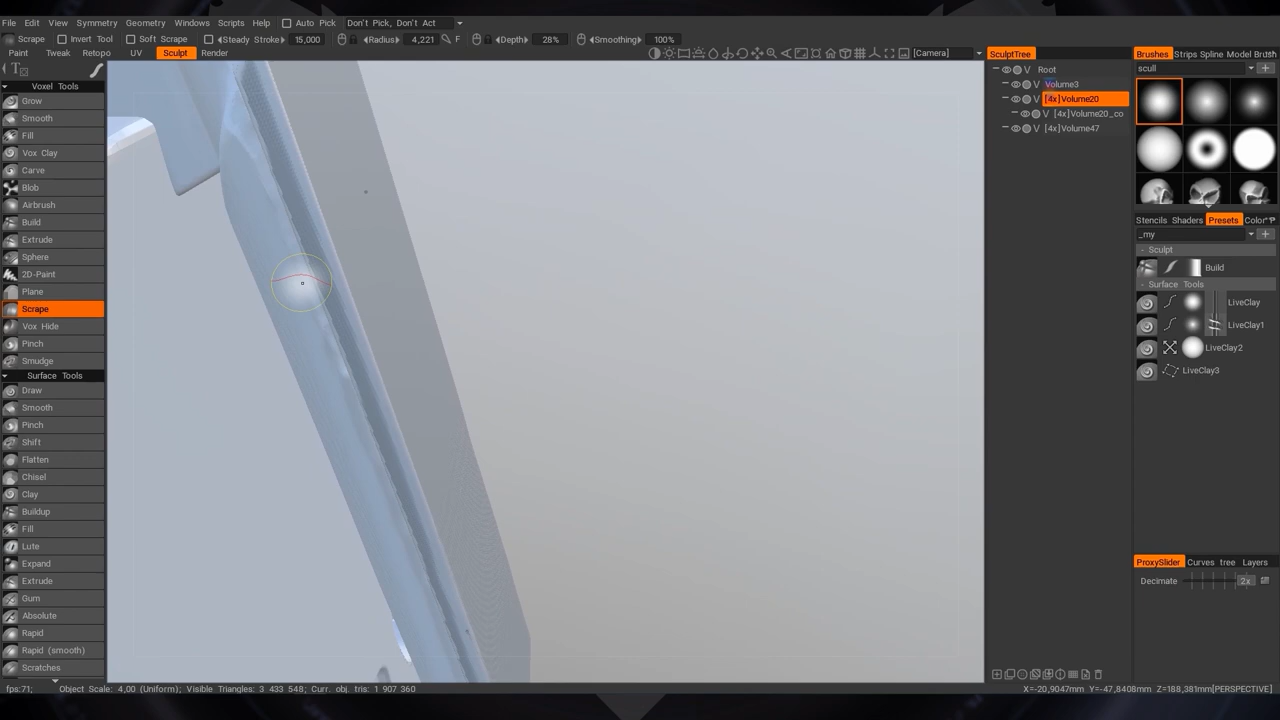 File Edit View Symmetry Geometry Windows Scripts Help Auto Pick Don't Pick, Don't Act
Scrape Invert Tool Soft Scrape Steady Stroke 15,000 Radius 4,221 F Depth 28% Smoothing 100%
Paint Tweak Retopo UV Sculpt Render [Camera]
Voxel Tools
Grow
Smooth
Fill
Vox Clay
Carve
Blob
Airbrush
Build
Extrude
Sphere
2D-Paint
Plane
Scrape
Vox Hide
Pinch
Smudge
Surface Tools
Draw
Smooth
Pinch
Shift
Flatten
Chisel
Clay
Buildup
Fill
Lute
Expand
Extrude
Gum
Absolute
Rapid
Rapid (smooth)
Scratches
SculptTree
Root
V Volume3
V [4x]Volume20
V [4x]Volume20_co
V [4x]Volume47
Brushes Strips Spline Model
scull
Stencils Shaders Presets Color
_my
- Sculpt
Build
- Surface Tools
LiveClay
LiveClay1
LiveClay2
LiveClay3
ProxySlider Curves tree Layers
Decimate 2x
fps:71; Object Scale: 4,00 (Uniform); Visible Triangles: 3 433 548; Curr. obj. tris: 1 907 360
X=-20,9047mm Y=-47,8408mm Z=188,381mm[PERSPECTIVE]